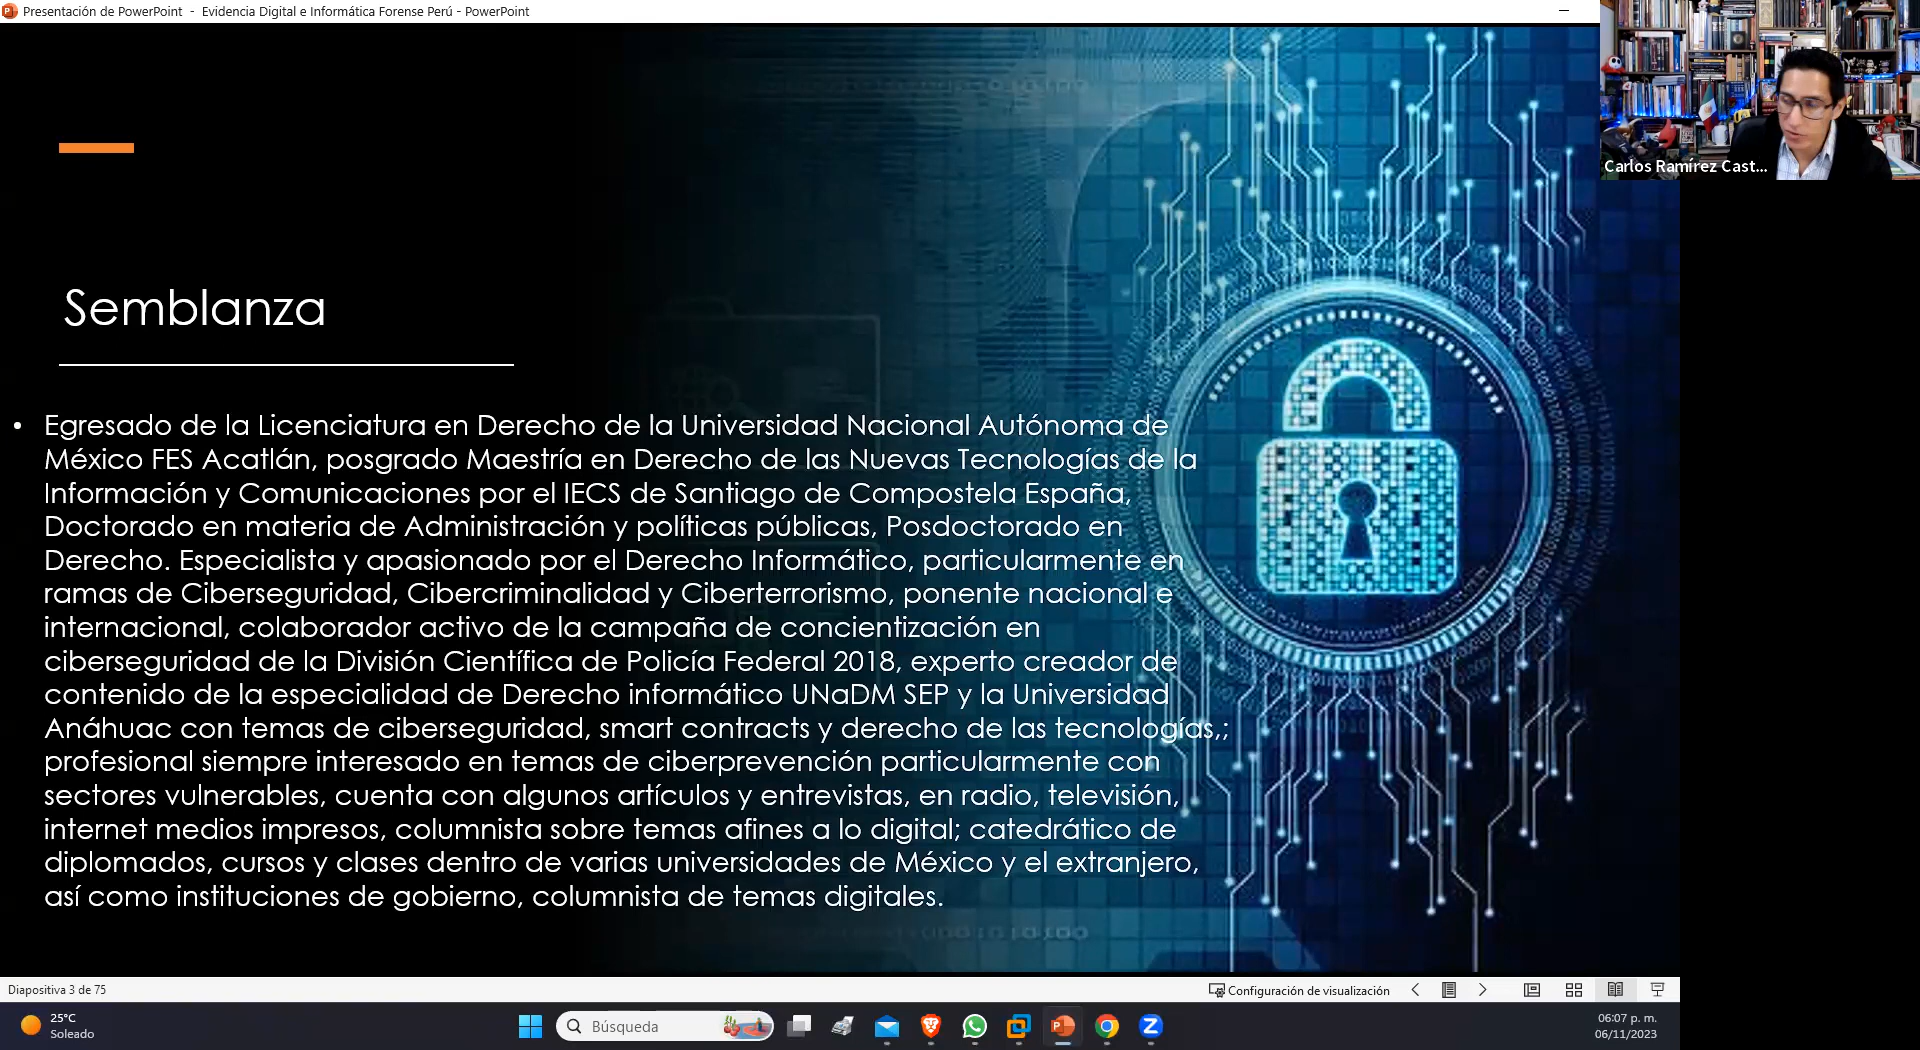 Presentación de PowerPoint - Evidencia Digital e Informática Forense Perú - PowerPoint
Carlos Ramírez Cast...
Semblanza
• Egresado de la Licenciatura en Derecho de la Universidad Nacional Autónoma de
México FES Acatlán, posgrado Maestría en Derecho de las Nuevas Tecnologías de la
Información y Comunicaciones por el IECS de Santiago de Compostela España,
Doctorado en materia de Administración y políticas públicas, Posdoctorado en
Derecho. Especialista y apasionado por el Derecho Informático, particularmente en
ramas de Ciberseguridad, Cibercriminalidad y Ciberterrorismo, ponente nacional e
internacional, colaborador activo de la campaña de concientización en
ciberseguridad de la División Científica de Policía Federal 2018, experto creador de
contenido de la especialidad de Derecho informático UNaDM SEP y la Universidad
Anáhuac con temas de ciberseguridad, smart contracts y derecho de las tecnologías,;
profesional siempre interesado en temas de ciberprevención particularmente con
sectores vulnerables, cuenta con algunos artículos y entrevistas, en radio, televisión,
internet medios impresos, columnista sobre temas afines a lo digital; catedrático de
diplomados, cursos y clases dentro de varias universidades de México y el extranjero,
así como instituciones de gobierno, columnista de temas digitales.
Diapositiva 3 de 75
Configuración de visualización
25°C
Soleado
Búsqueda
06:07 p. m.
06/11/2023